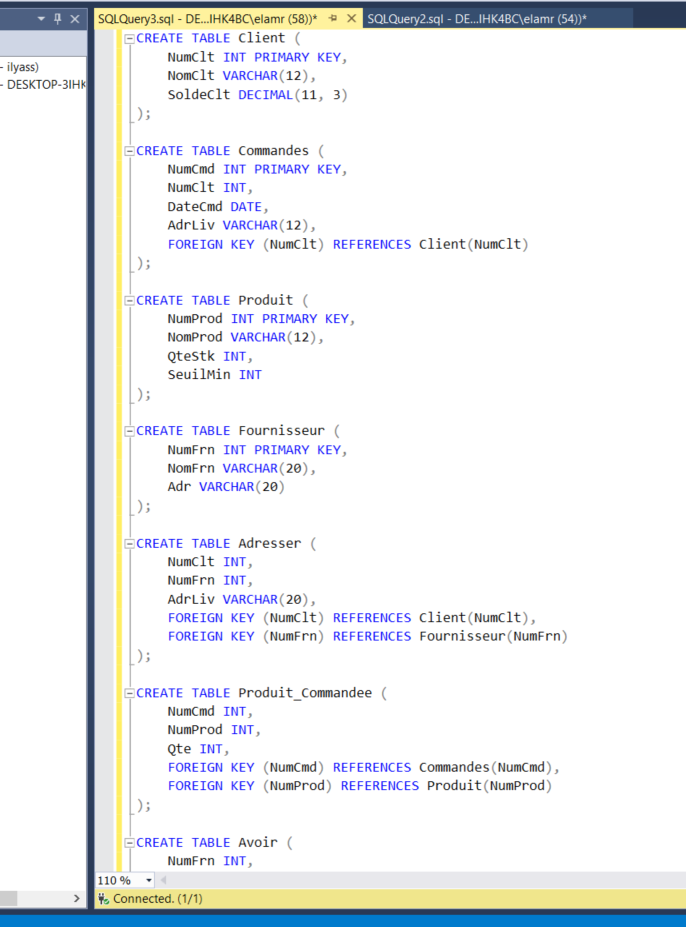 SQLQuery3.sql - DE...IHK4BC\elamr (58))*
SQLQuery2.sql - DE...IHK4BC\elamr (54))*
- ilyass)
- DESKTOP-3IHK
CREATE TABLE Client (
NumClt INT PRIMARY KEY,
NomClt VARCHAR(12),
SoldeClt DECIMAL(11, 3)
);
CREATE TABLE Commandes (
NumCmd INT PRIMARY KEY,
NumClt INT,
DateCmd DATE,
AdrLiv VARCHAR(12),
FOREIGN KEY (NumClt) REFERENCES Client(NumClt)
);
CREATE TABLE Produit (
NumProd INT PRIMARY KEY,
NomProd VARCHAR(12),
QteStk INT,
SeuilMin INT
);
CREATE TABLE Fournisseur (
NumFrn INT PRIMARY KEY,
NomFrn VARCHAR(20),
Adr VARCHAR(20)
);
CREATE TABLE Adresser (
NumClt INT,
NumFrn INT,
AdrLiv VARCHAR(20),
FOREIGN KEY (NumClt) REFERENCES Client(NumClt),
FOREIGN KEY (NumFrn) REFERENCES Fournisseur(NumFrn)
);
CREATE TABLE Produit_Commandee (
NumCmd INT,
NumProd INT,
Qte INT,
FOREIGN KEY (NumCmd) REFERENCES Commandes(NumCmd),
FOREIGN KEY (NumProd) REFERENCES Produit(NumProd)
);
CREATE TABLE Avoir (
NumFrn INT,
110 %
Connected. (1/1)